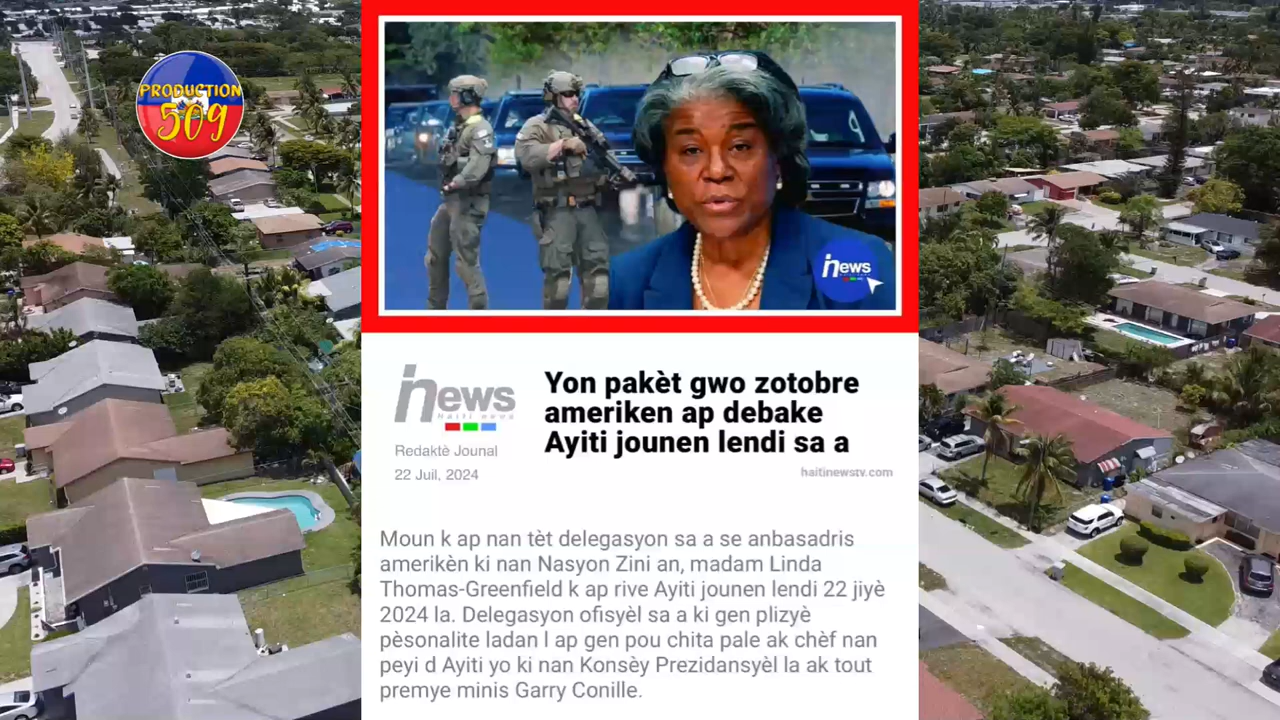 PRODUCTION
509
inews
inews
Haiti news
Redaktè Jounal
22 Juil, 2024
Yon pakèt gwo zotobre
ameriken ap debake
Ayiti jounen lendi sa a
haitinewstv.com
Moun k ap nan tèt delegasyon sa a se anbasadris
amerikèn ki nan Nasyon Zini an, madam Linda
Thomas-Greenfield k ap rive Ayiti jounen lendi 22 jiyè
2024 la. Delegasyon ofisyèl sa a ki gen plizyè
pèsonalite ladan l ap gen pou chita pale ak chèf nan
peyi d Ayiti yo ki nan Konsèy Prezidansyèl la ak tout
premye minis Garry Conille.